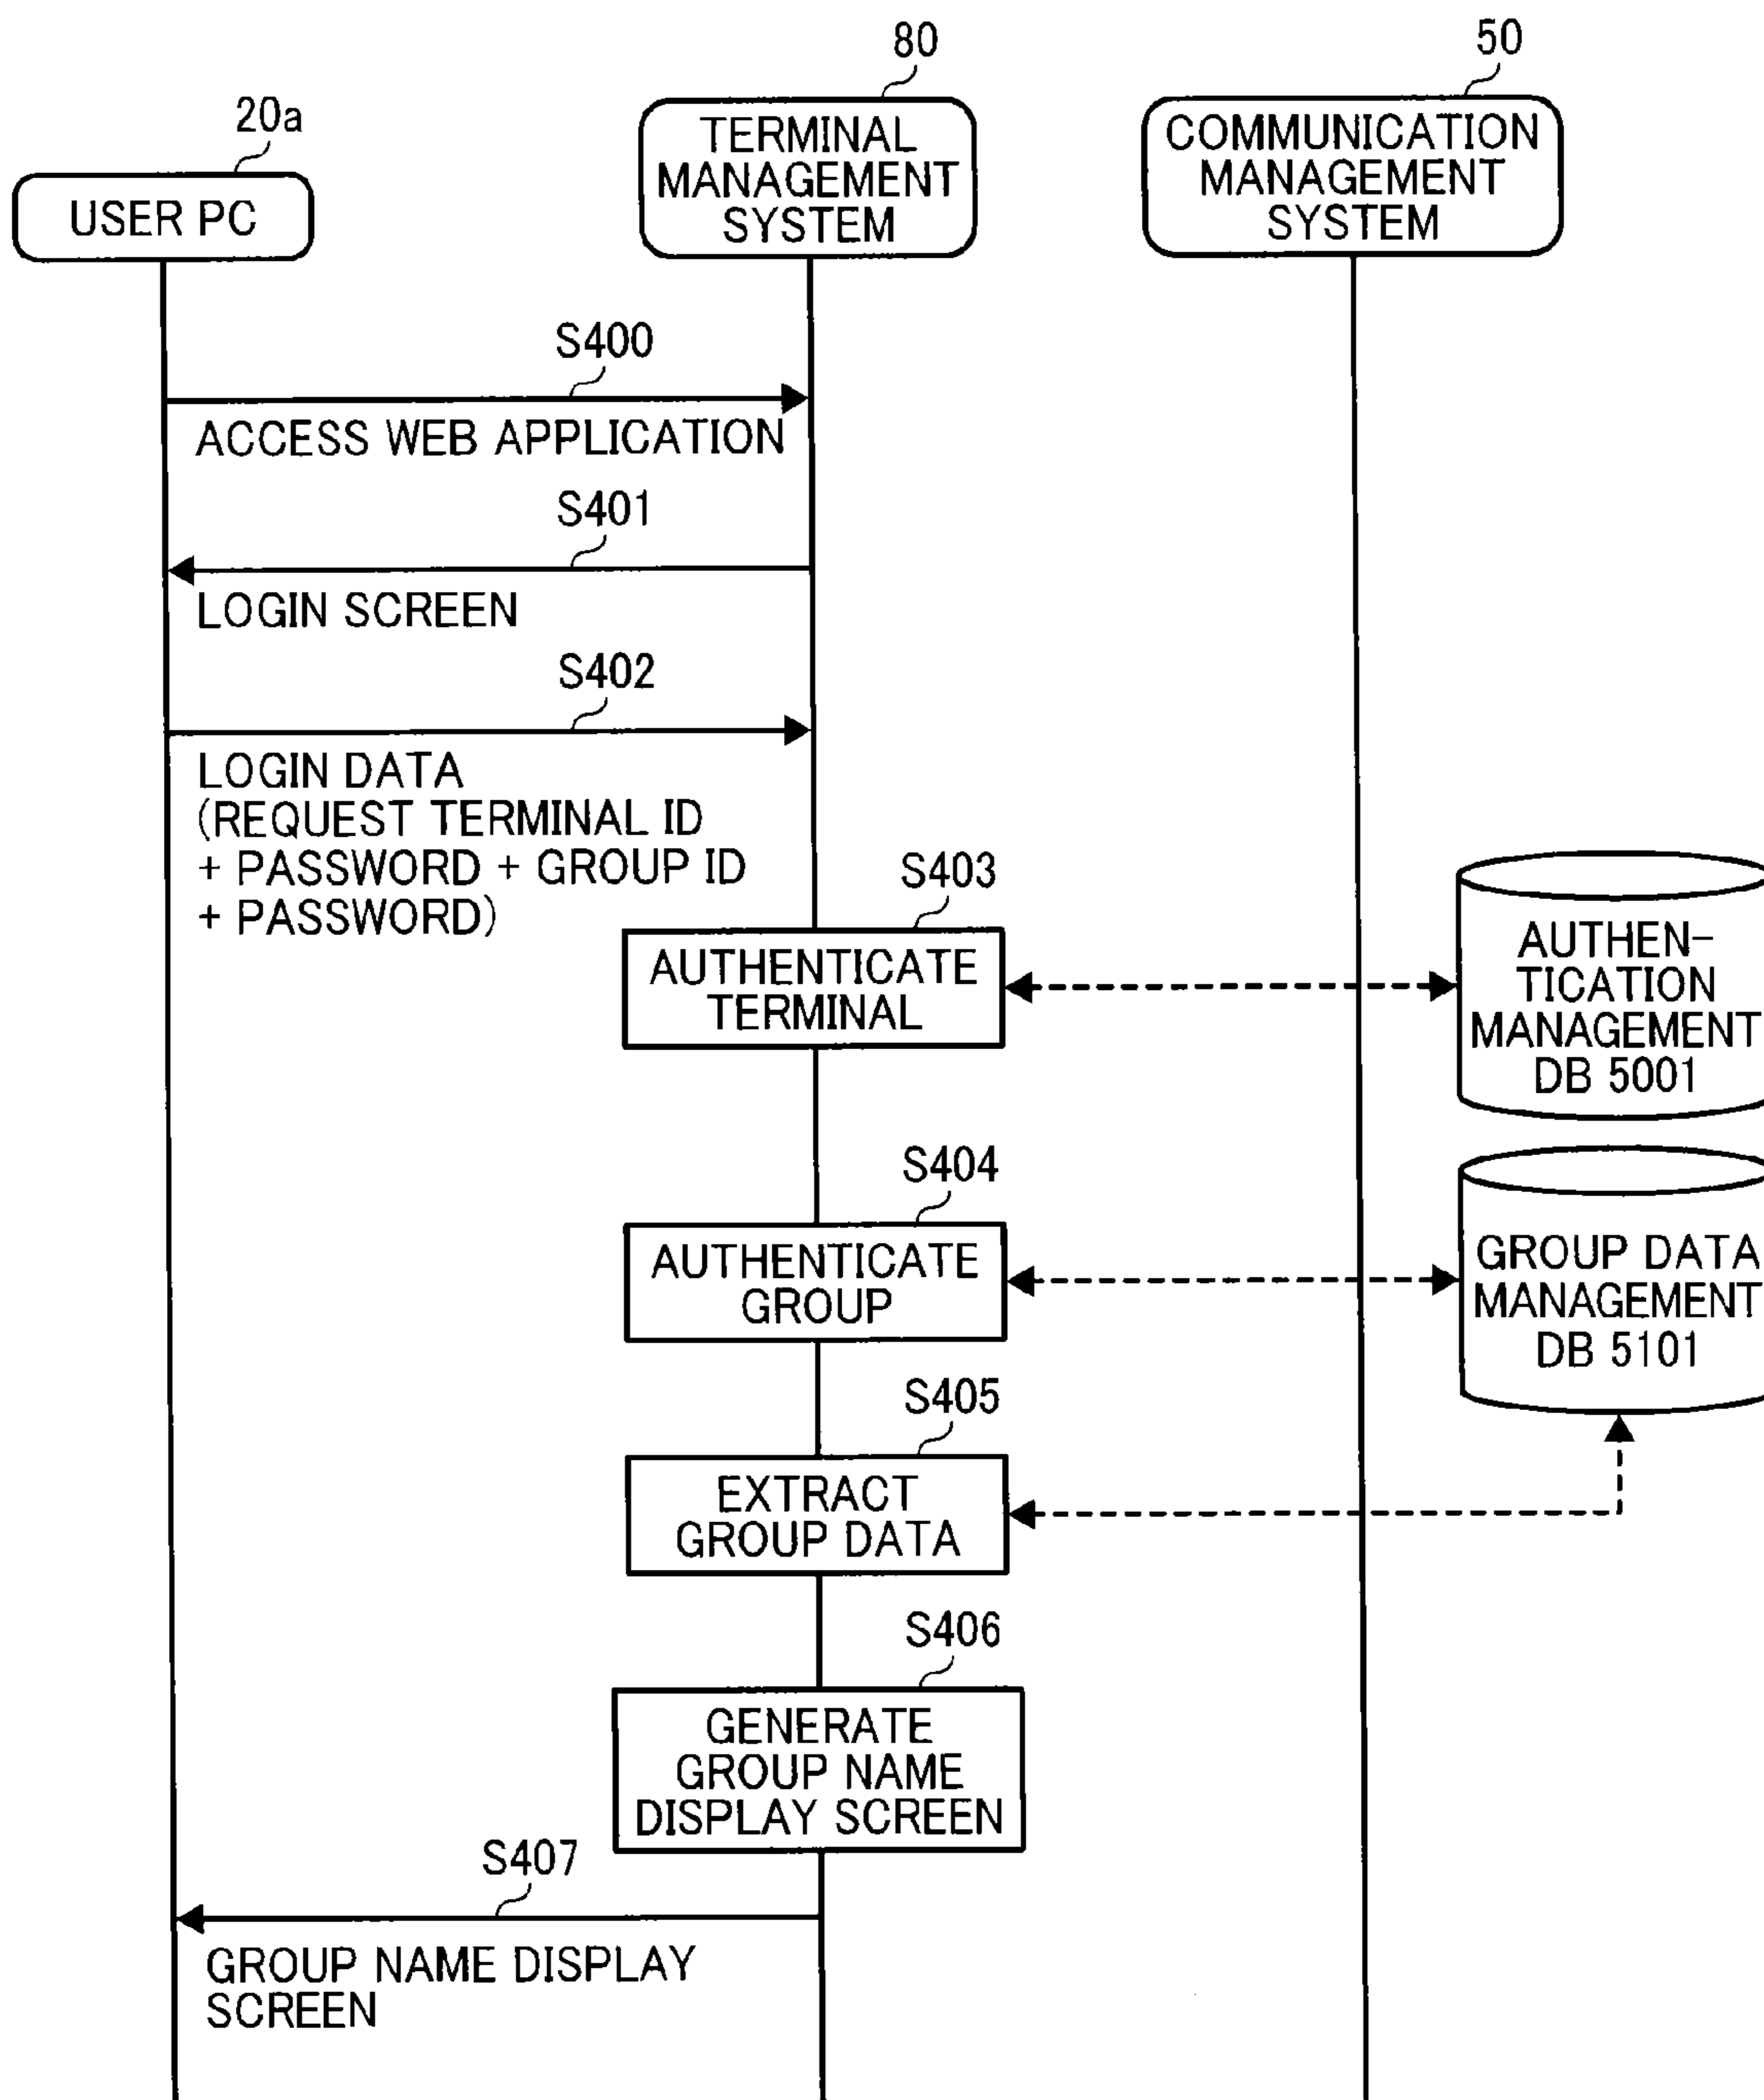 80
50
20a
TERMINAL
MANAGEMENT
SYSTEM
COMMUNICATION
MANAGEMENT
SYSTEM
USER PC
S400
ACCESS WEB APPLICATION
S401
LOGIN SCREEN
S402
LOGIN DATA
(REQUEST TERMINAL ID
+ PASSWORD + GROUP ID
+ PASSWORD)
S403
AUTHENTICATE
TERMINAL
AUTHEN-
TICATION
MANAGEMENT
DB 5001
S404
AUTHENTICATE
GROUP
GROUP DATA
MANAGEMENT
DB 5101
S405
EXTRACT
GROUP DATA
S406
GENERATE
GROUP NAME
DISPLAY SCREEN
S407
GROUP NAME DISPLAY
SCREEN